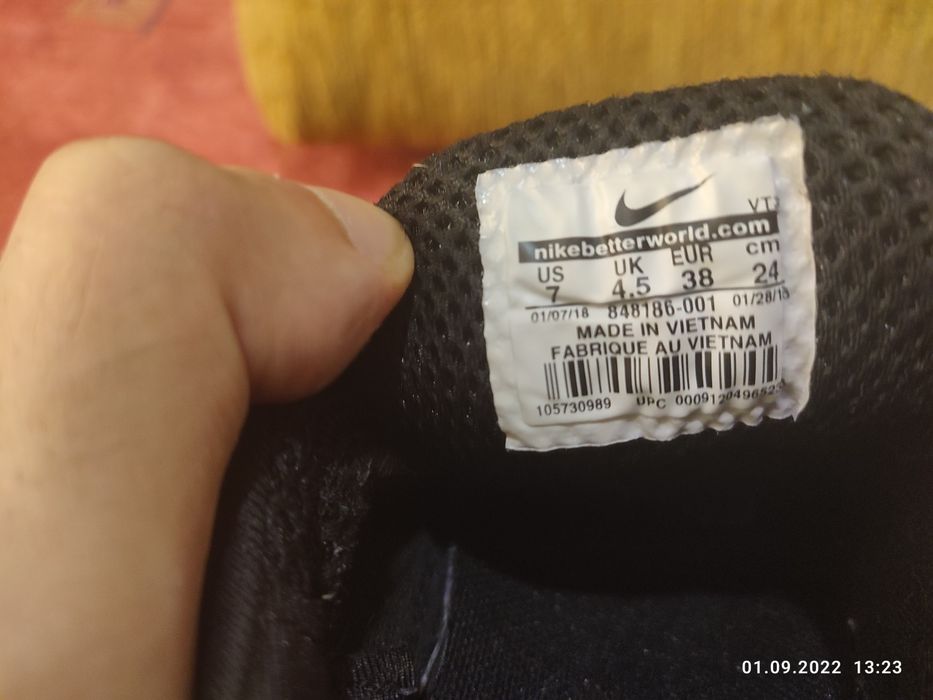 nikebetterworld.com
US UK EUR cm
7 4.5 38 24
01/07/18 848186-001
MADE IN VIETNAM
FABRIQUE AU VIETNAM
105730989 UPC
01.09.2022 13:23